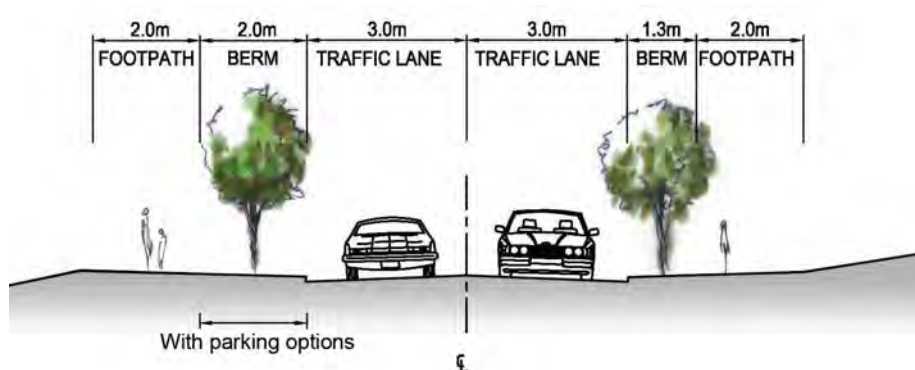 2.0m 2.0m 3.0m 3.0m 1.3m 2.0m
FOOTPATH BERM TRAFFIC LANE TRAFFIC LANE BERM FOOTPATH
With parking options
℄